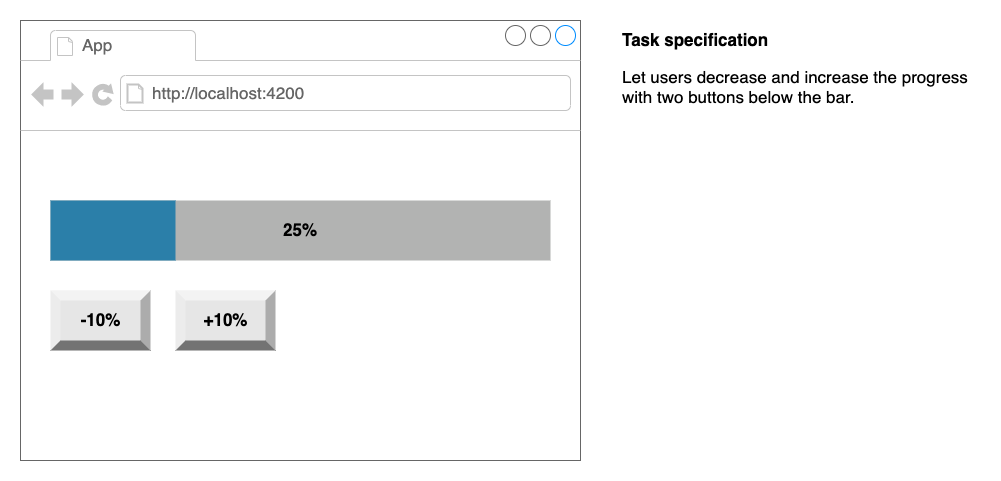 App
http://localhost:4200
25%
-10%
+10%
Task specification
Let users decrease and increase the progress
with two buttons below the bar.